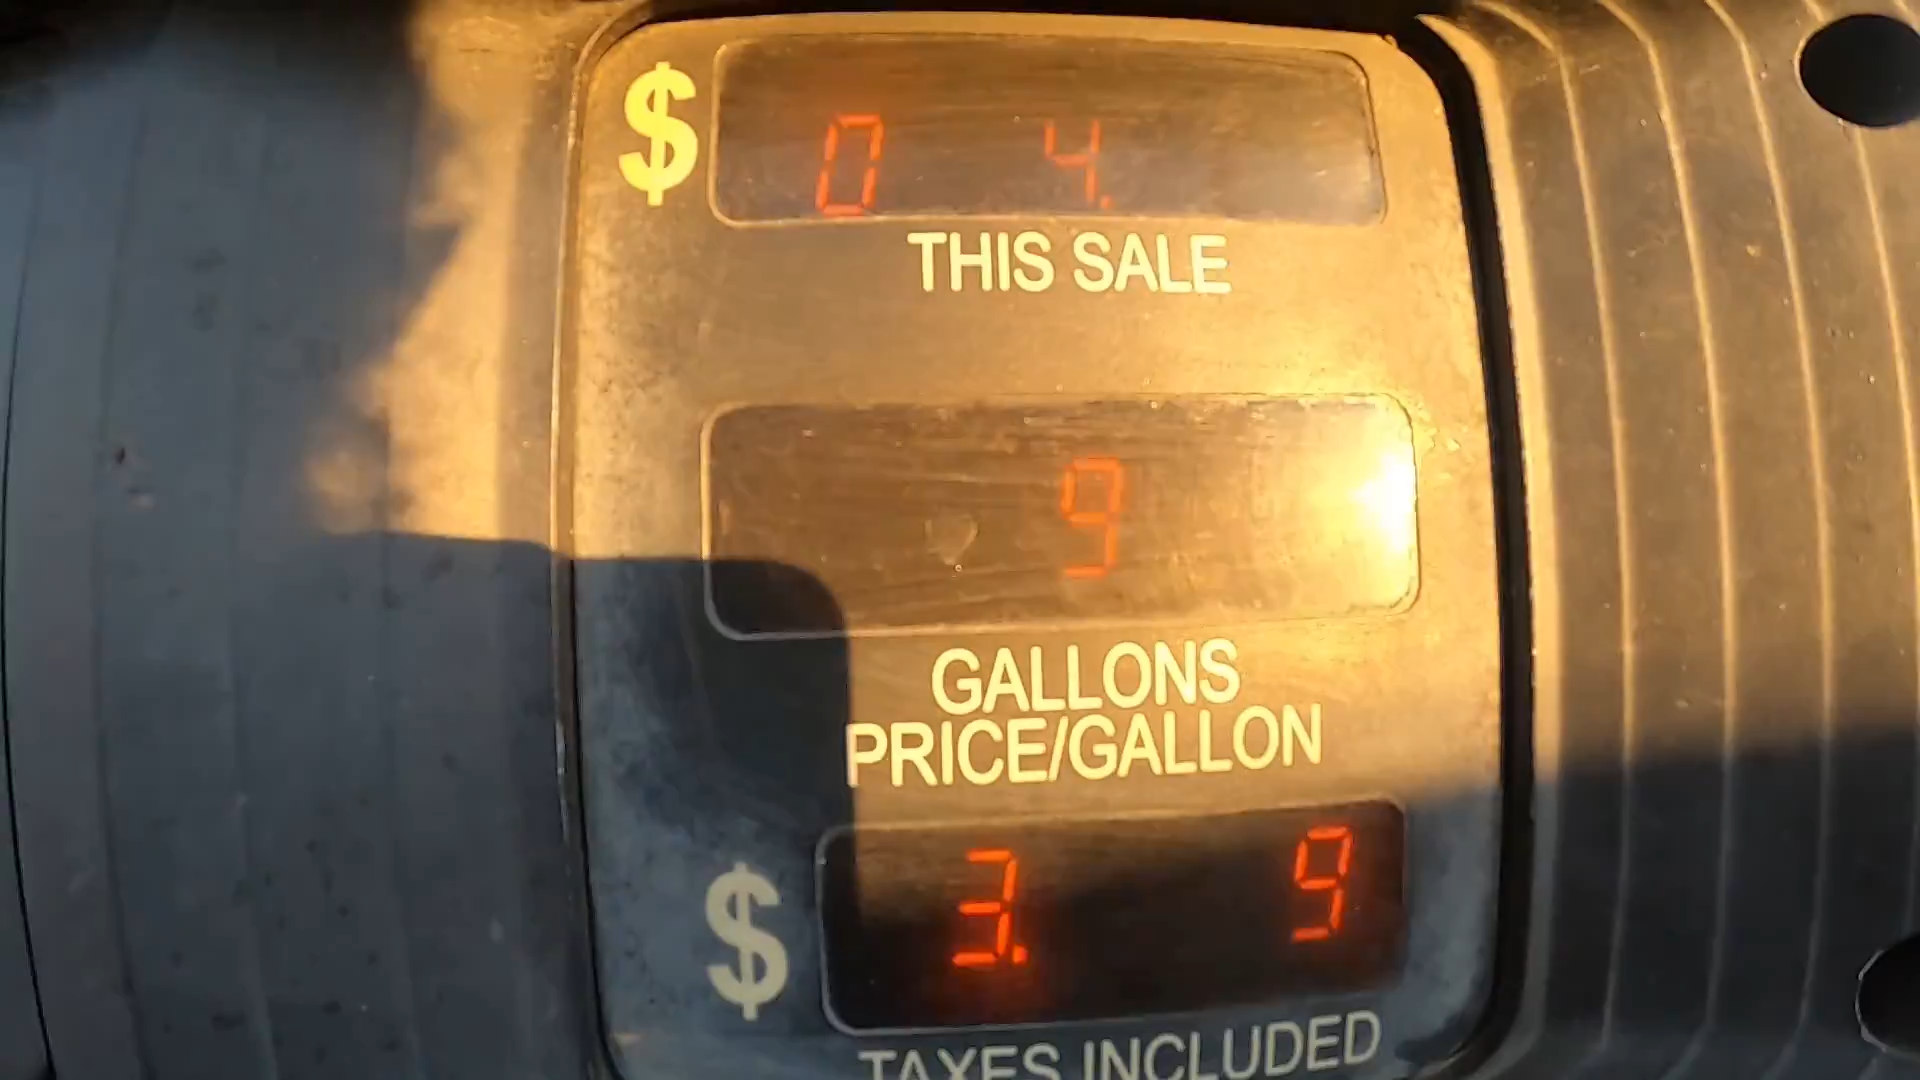 $ 0 4.
THIS SALE
9
GALLONS
PRICE/GALLON
$ 3. 9
TAXES INCLUDED